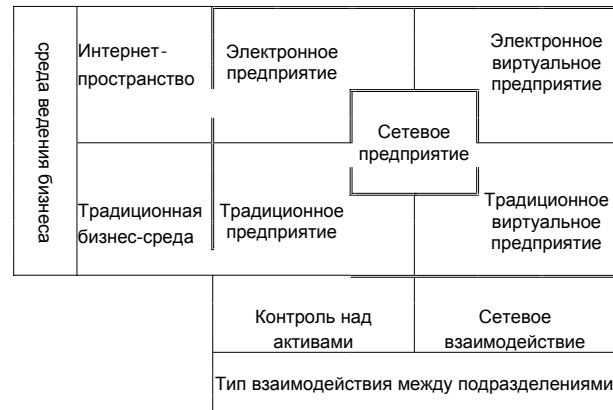 среда ведения бизнеса
Интернет-
пространство
Электронное
предприятие
Электронное
виртуальное
предприятие
Сетевое
предприятие
Традиционная
бизнес-среда
Традиционное
предприятие
Традиционное
виртуальное
предприятие
Контроль над
активами
Сетевое
взаимодействие
Тип взаимодействия между подразделениями